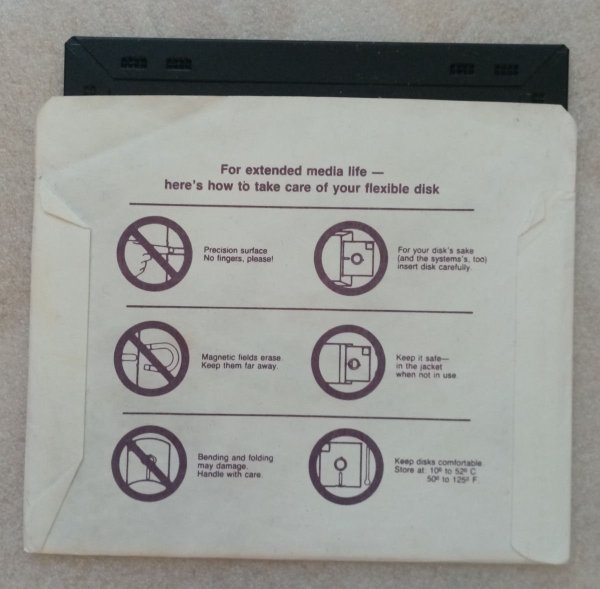 For extended media life —
here's how to take care of your flexible disk
Precision surface
No fingers, please!
For your disk's sake
(and the systems's, too)
insert disk carefully.
Magnetic fields erase.
Keep them far away.
Keep it safe—
in the jacket
when not in use.
Bending and folding
may damage.
Handle with care.
Keep disks comfortable.
Store at: 10º to 52º C
50º to 125º F